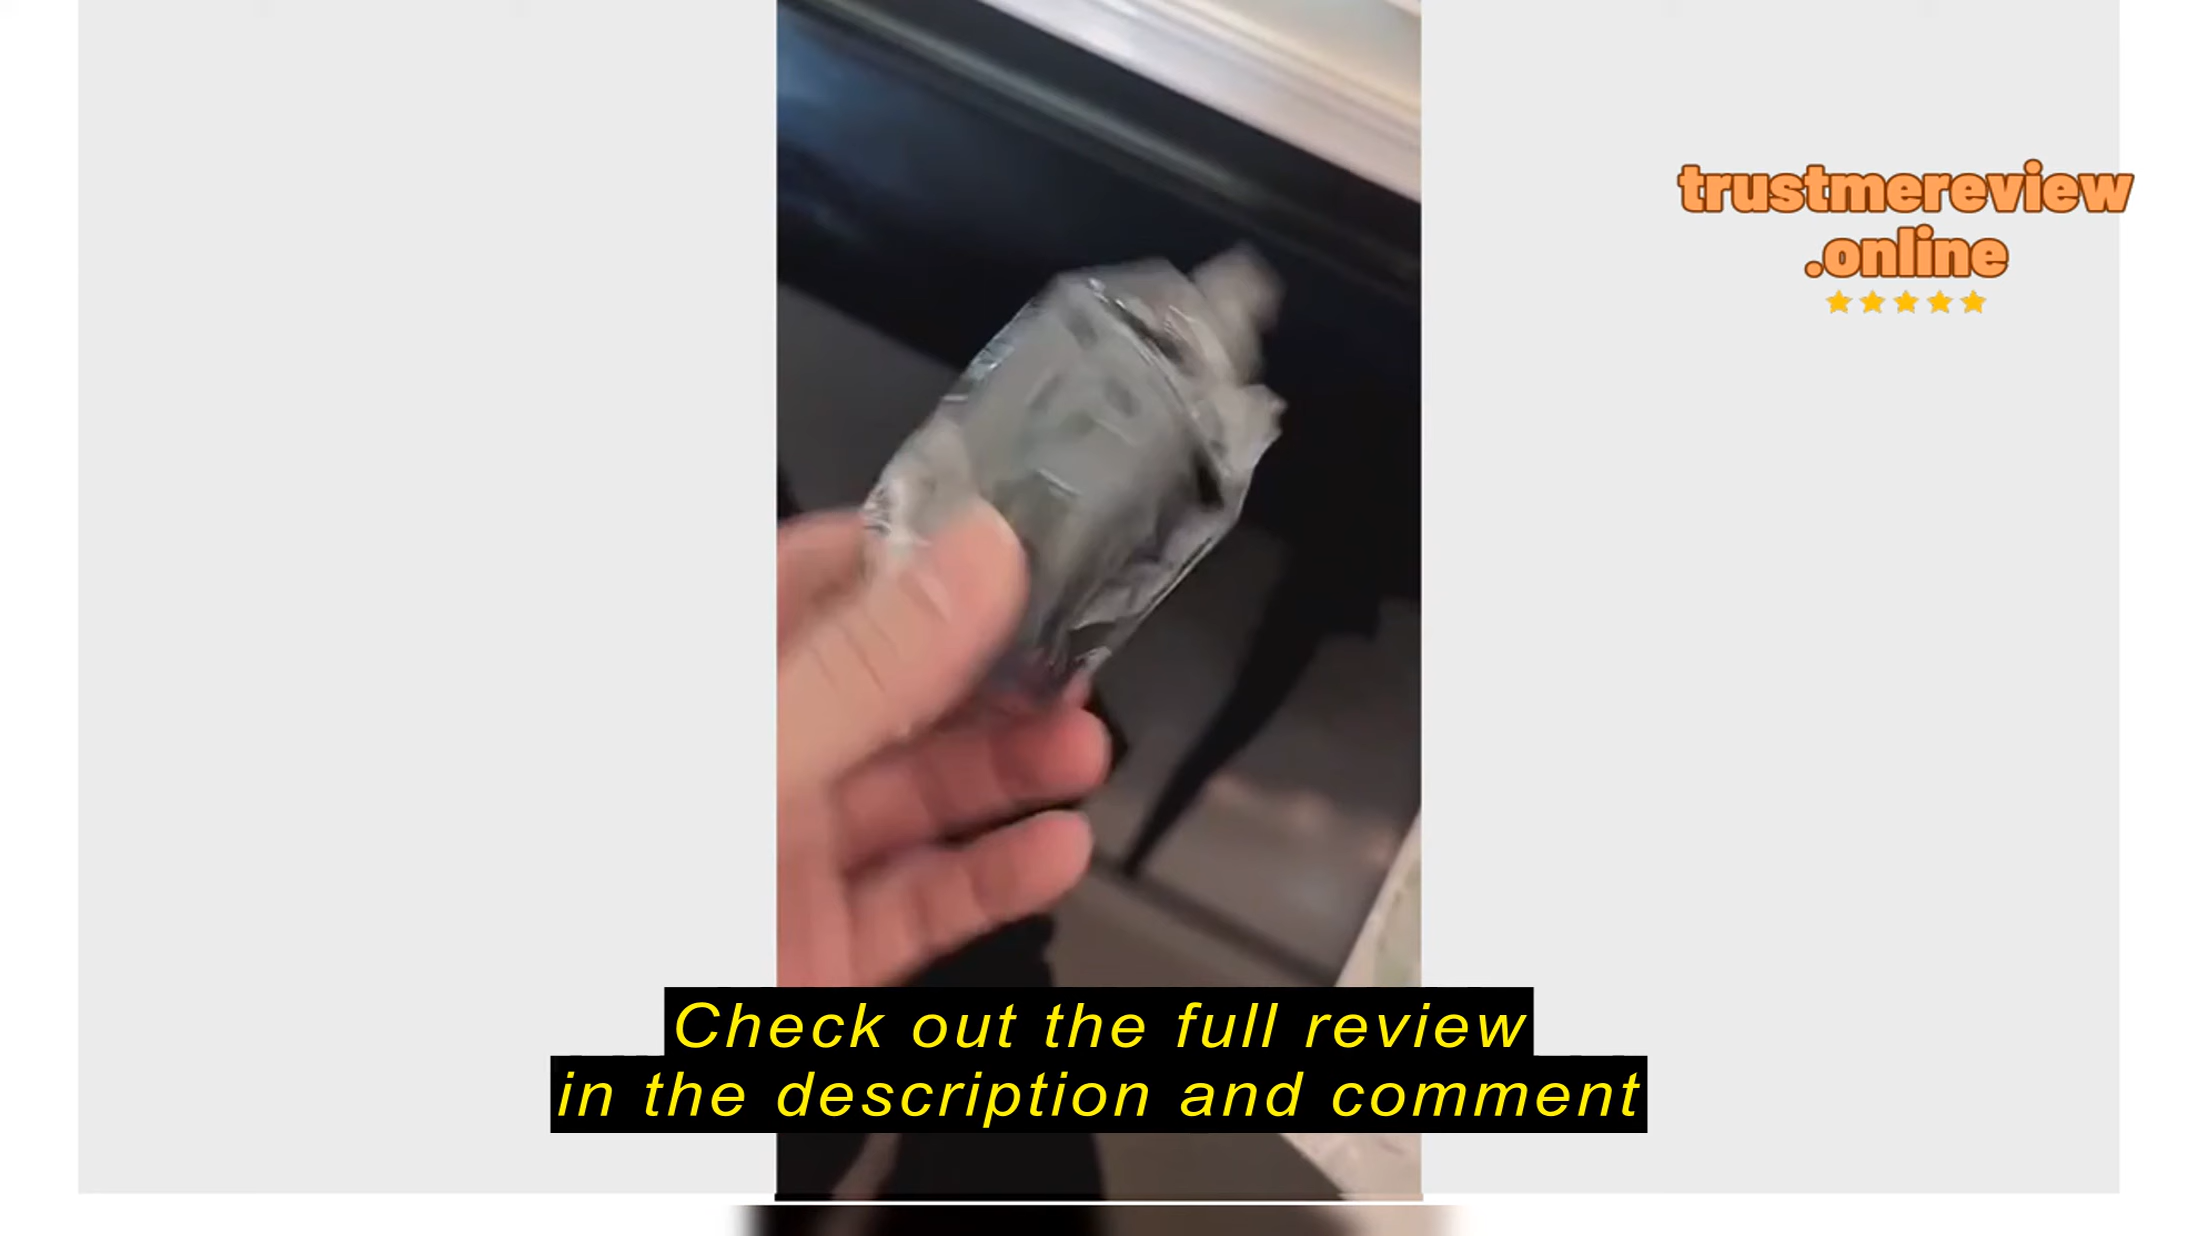 trustmereview
.online
Check out the full review
in the description and comment